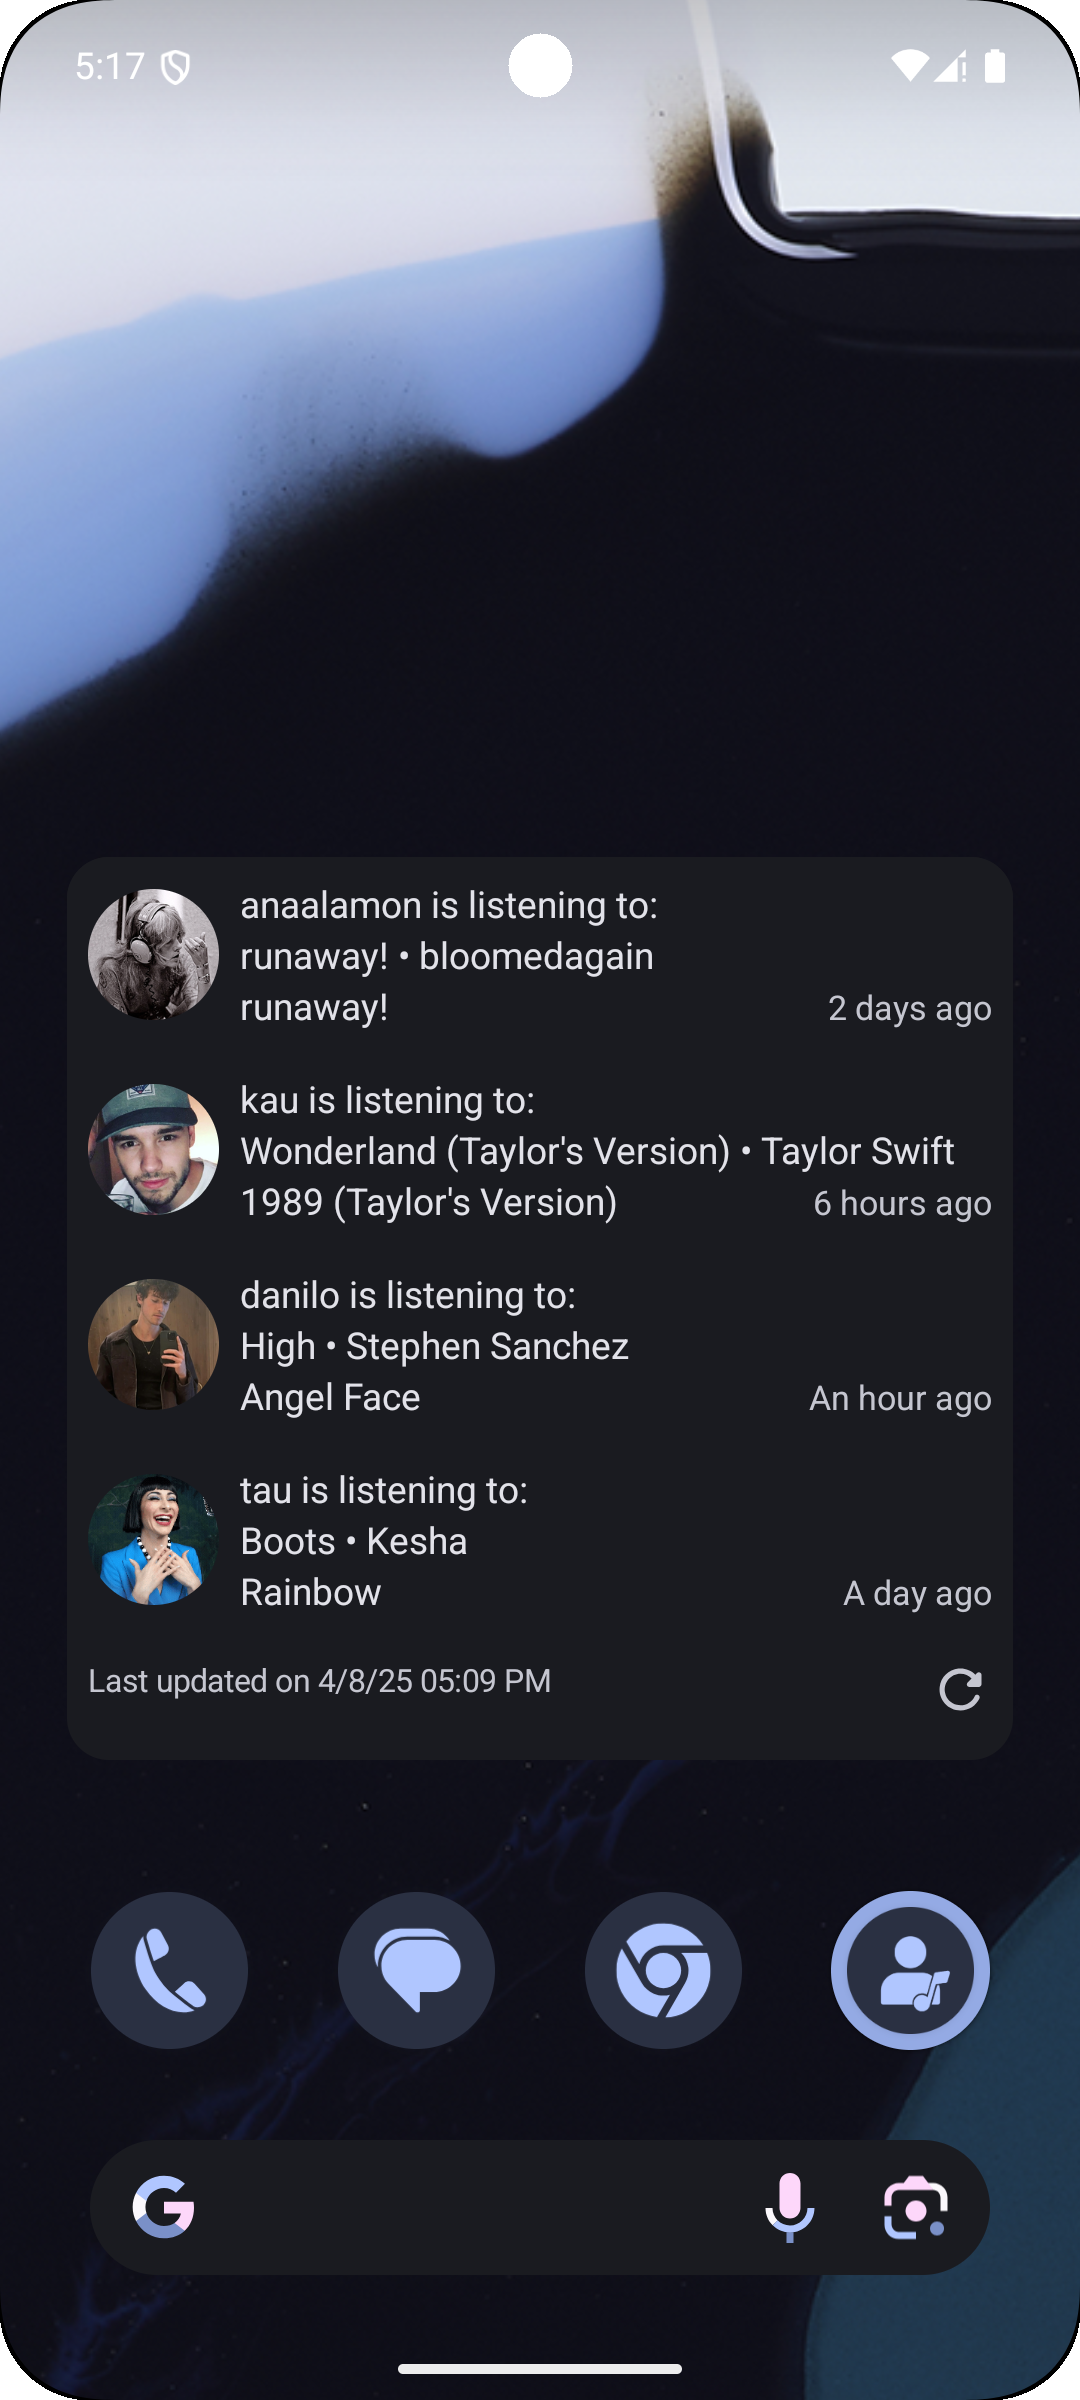 5:17
anaalamon is listening to:
runaway! • bloomedagain
runaway!
2 days ago
kau is listening to:
Wonderland (Taylor's Version) • Taylor Swift
1989 (Taylor's Version)
6 hours ago
danilo is listening to:
High • Stephen Sanchez
Angel Face
An hour ago
tau is listening to:
Boots • Kesha
Rainbow
A day ago
Last updated on 4/8/25 05:09 PM